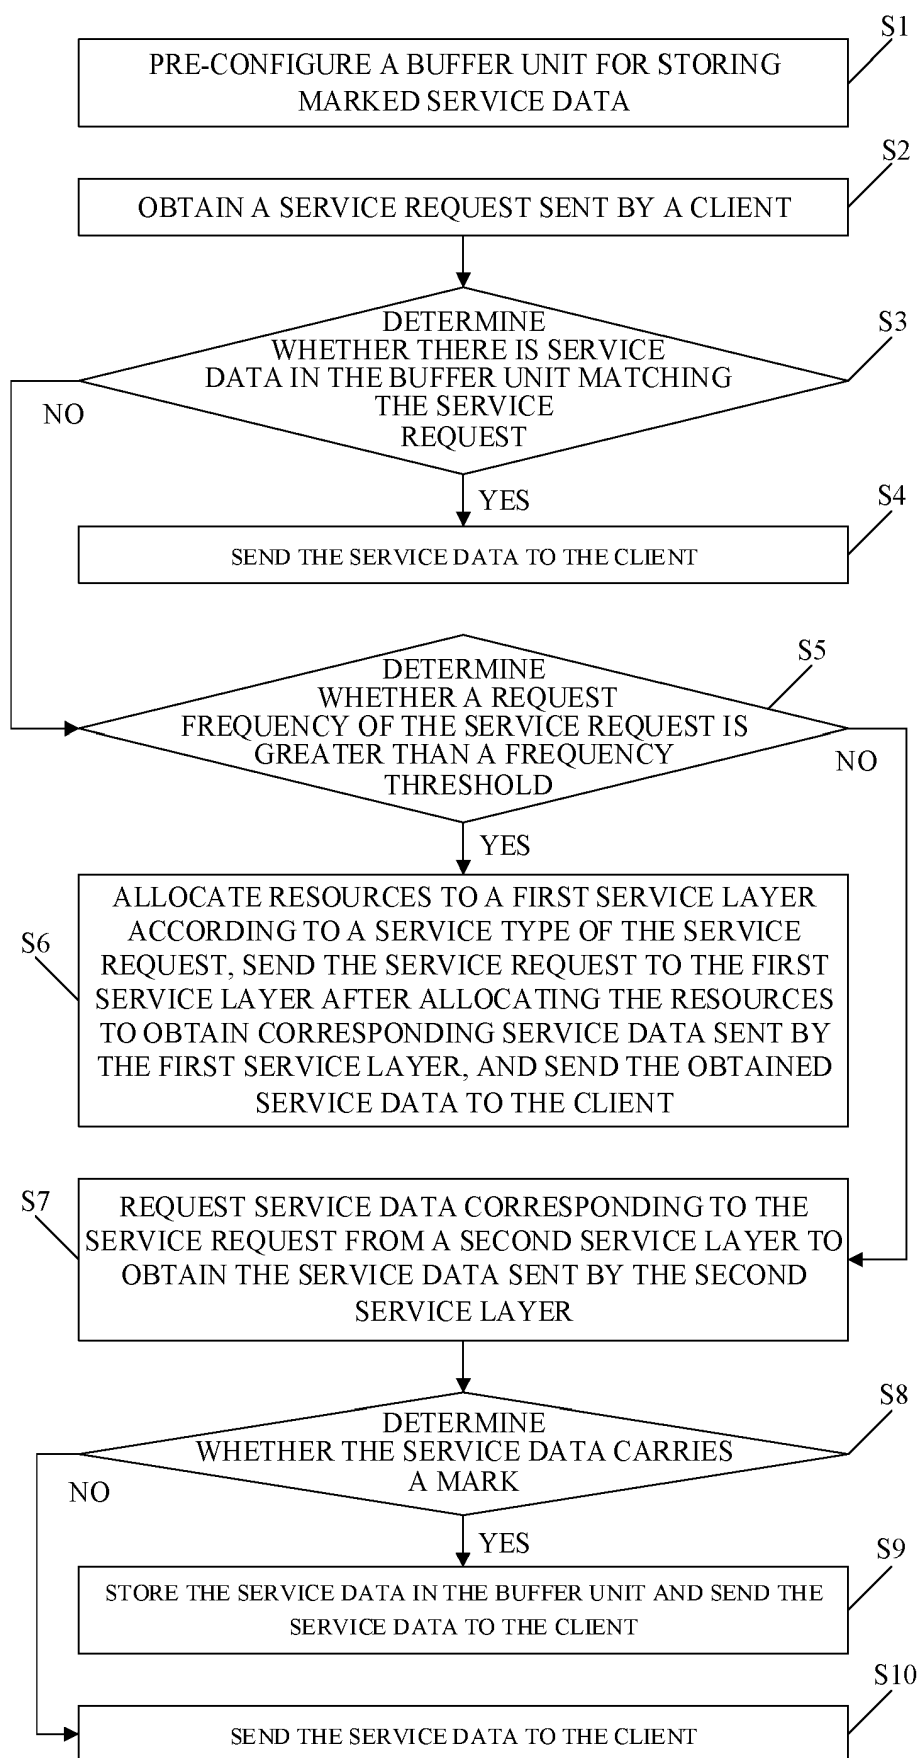 S1
PRE-CONFIGURE A BUFFER UNIT FOR STORING
MARKED SERVICE DATA
S2
OBTAIN A SERVICE REQUEST SENT BY A CLIENT
S3
DETERMINE
WHETHER THERE IS SERVICE
DATA IN THE BUFFER UNIT MATCHING
THE SERVICE
REQUEST
NO
YES
S4
SEND THE SERVICE DATA TO THE CLIENT
S5
DETERMINE
WHETHER A REQUEST
FREQUENCY OF THE SERVICE REQUEST IS
GREATER THAN A FREQUENCY
THRESHOLD
NO
YES
S6
ALLOCATE RESOURCES TO A FIRST SERVICE LAYER
ACCORDING TO A SERVICE TYPE OF THE SERVICE
REQUEST, SEND THE SERVICE REQUEST TO THE FIRST
SERVICE LAYER AFTER ALLOCATING THE RESOURCES
TO OBTAIN CORRESPONDING SERVICE DATA SENT BY
THE FIRST SERVICE LAYER, AND SEND THE OBTAINED
SERVICE DATA TO THE CLIENT
S7
REQUEST SERVICE DATA CORRESPONDING TO THE
SERVICE REQUEST FROM A SECOND SERVICE LAYER TO
OBTAIN THE SERVICE DATA SENT BY THE SECOND
SERVICE LAYER
S8
DETERMINE
WHETHER THE SERVICE DATA CARRIES
A MARK
NO
YES
S9
STORE THE SERVICE DATA IN THE BUFFER UNIT AND SEND THE
SERVICE DATA TO THE CLIENT
S10
SEND THE SERVICE DATA TO THE CLIENT